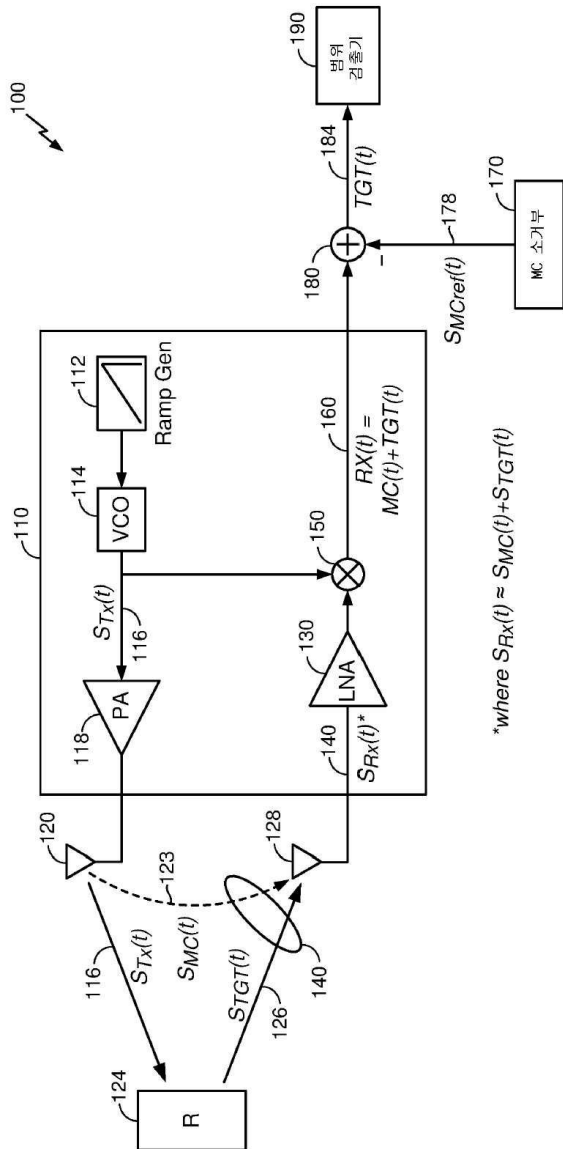 100
110
120
116
STx(t)
124
R
123
SMC(t)
STGT(t)
126
140
128
118
PA
STx(t)
116
114
VCO
112
Ramp Gen
140
SRx(t)*
130
LNA
150
160
RX(t) =
MC(t)+TGT(t)
180
-
184
TGT(t)
190
범위
검출기
SMCref(t)
178
170
MC 소거부
*where SRx(t) ≈ SMC(t)+STGT(t)